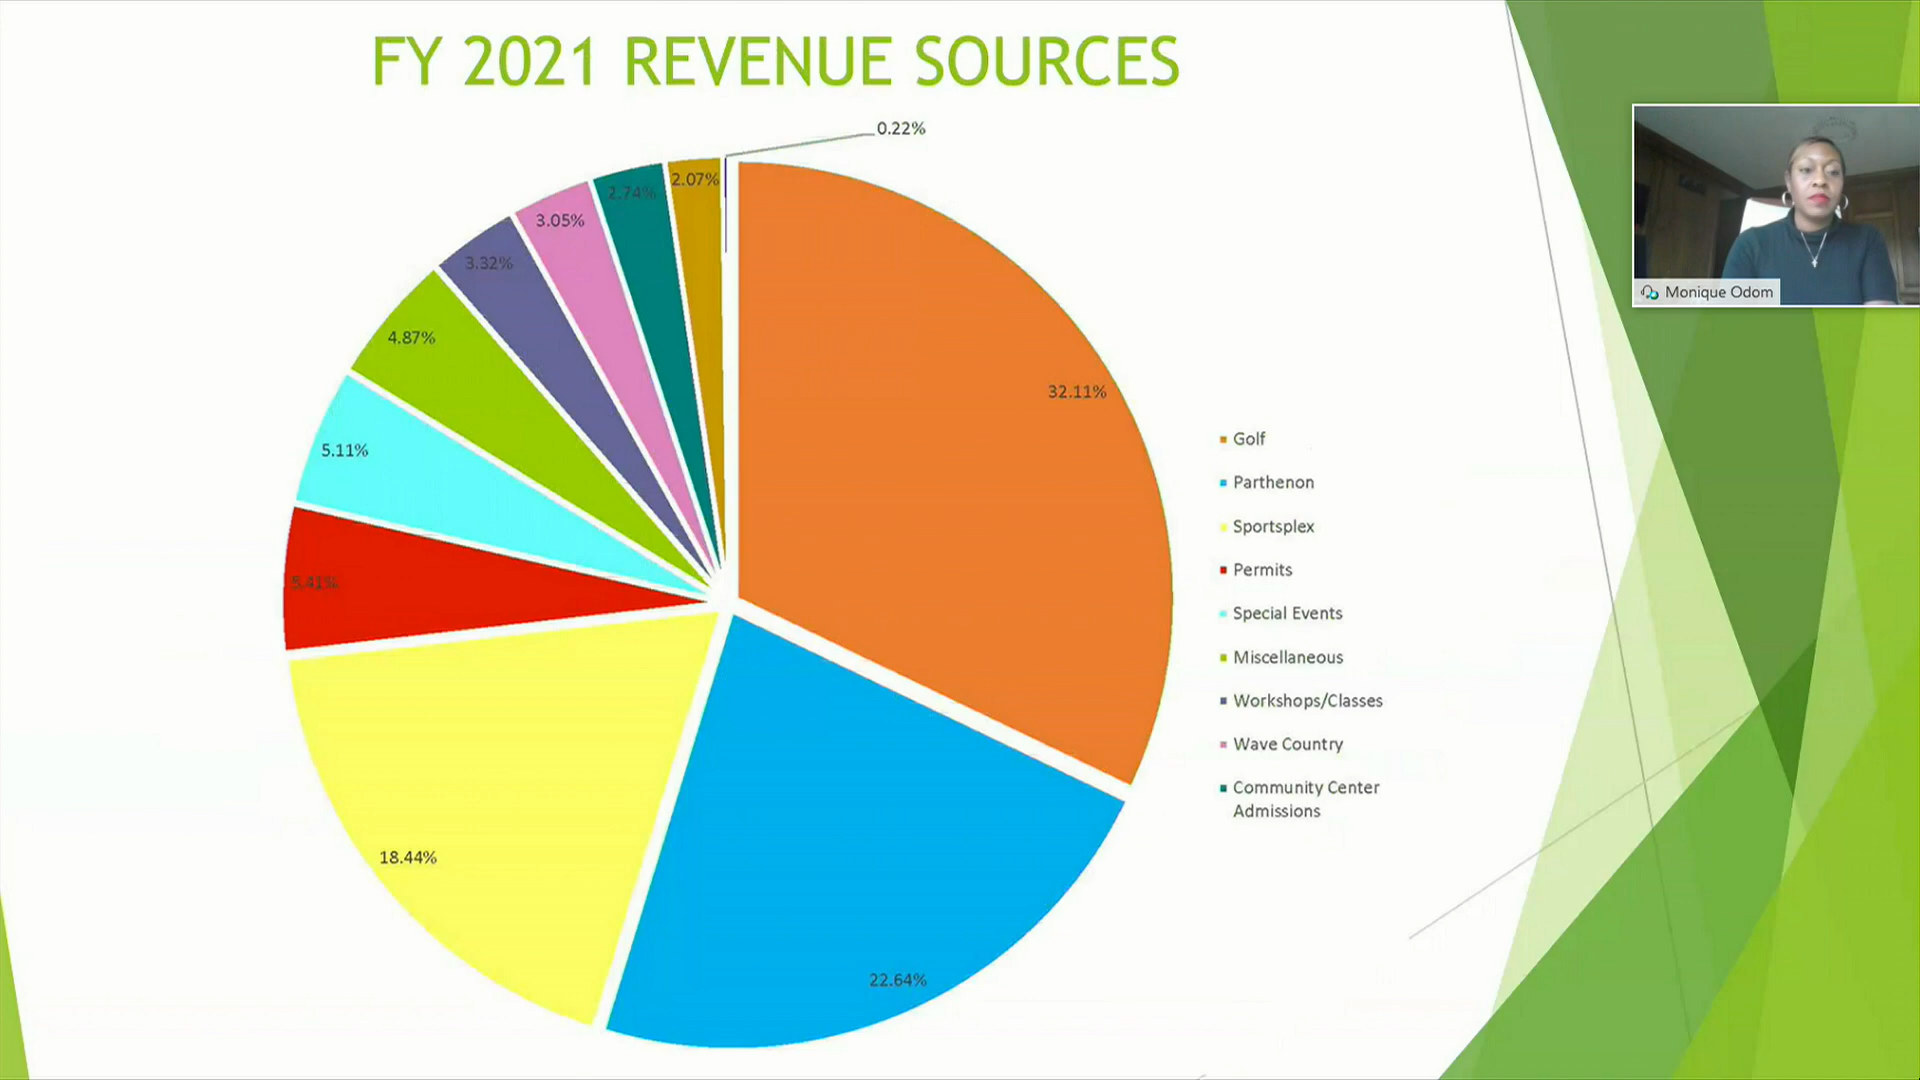 FY 2021 REVENUE SOURCES
0.22%
2.07%
2.74%
3.05%
3.32%
4.87%
5.11%
5.41%
18.44%
22.64%
32.11%
Golf
Parthenon
Sportsplex
Permits
Special Events
Miscellaneous
Workshops/Classes
Wave Country
Community Center
Admissions
Monique Odom